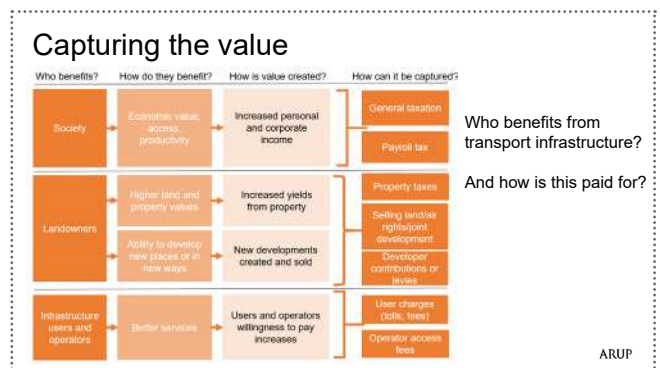 Capturing the value
Who benefits?
How do they benefit?
How is value created?
How can it be captured?
Society
Economic value,
access,
productivity
Increased personal
and corporate
income
General taxation
Payroll tax
Who benefits from
transport infrastructure?
And how is this paid for?
Landowners
Higher land and
property values
Increased yields
from property
Ability to develop
new places or in
new ways
New developments
created and sold
Property taxes
Selling land/air
rights/joint
development
Developer
contributions or
levies
Infrastructure
users and
operators
Better services
Users and operators
willingness to pay
increases
User charges
(tolls, fees)
Operator access
fees
ARUP